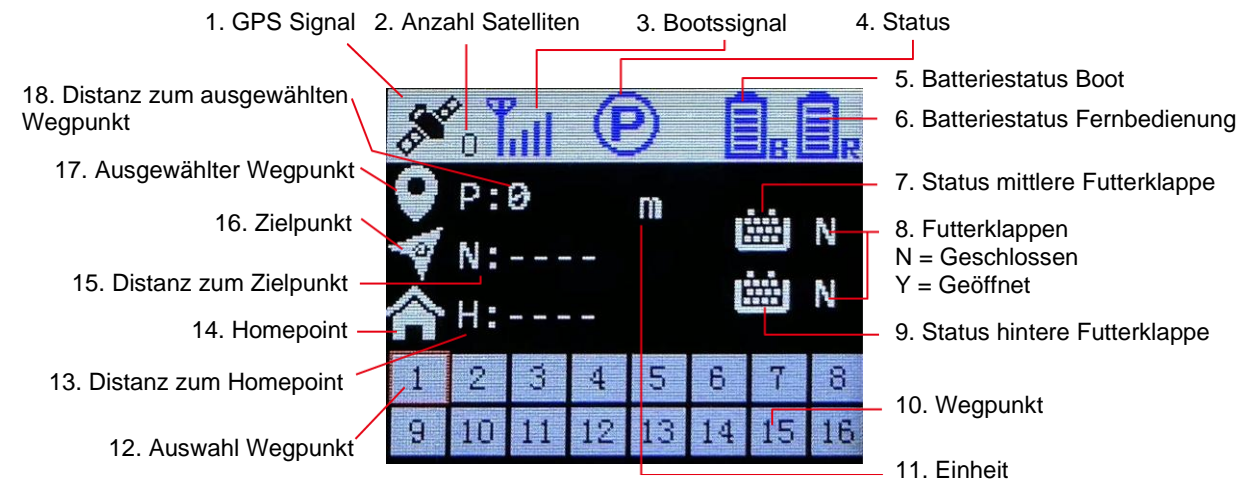 1. GPS Signal
2. Anzahl Satelliten
3. Bootssignal
4. Status
5. Batteriestatus Boot
6. Batteriestatus Fernbedienung
7. Status mittlere Futterklappe
8. Futterklappen
N = Geschlossen
Y = Geöffnet
9. Status hintere Futterklappe
10. Wegpunkt
11. Einheit
12. Auswahl Wegpunkt
13. Distanz zum Homepoint
14. Homepoint
15. Distanz zum Zielpunkt
16. Zielpunkt
17. Ausgewählter Wegpunkt
18. Distanz zum ausgewählten
Wegpunkt
0 P B R
P:0 m N
N:----
H:---- N
1 2 3 4 5 6 7 8
9 10 11 12 13 14 15 16